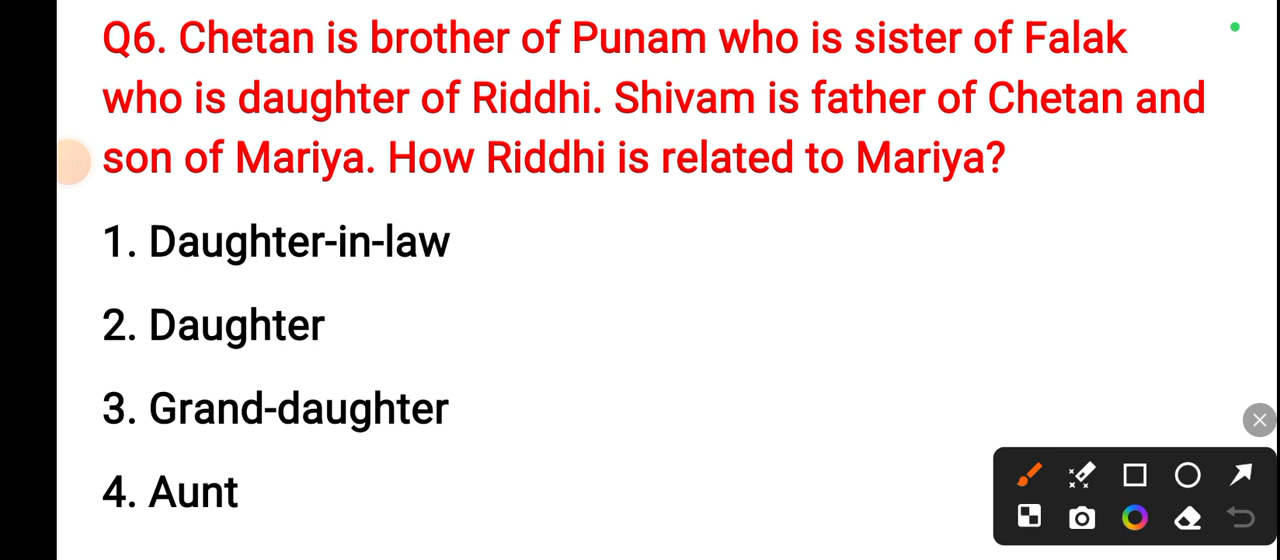 Q6. Chetan is brother of Punam who is sister of Falak
who is daughter of Riddhi. Shivam is father of Chetan and
son of Mariya. How Riddhi is related to Mariya?
1. Daughter-in-law
2. Daughter
3. Grand-daughter
4. Aunt